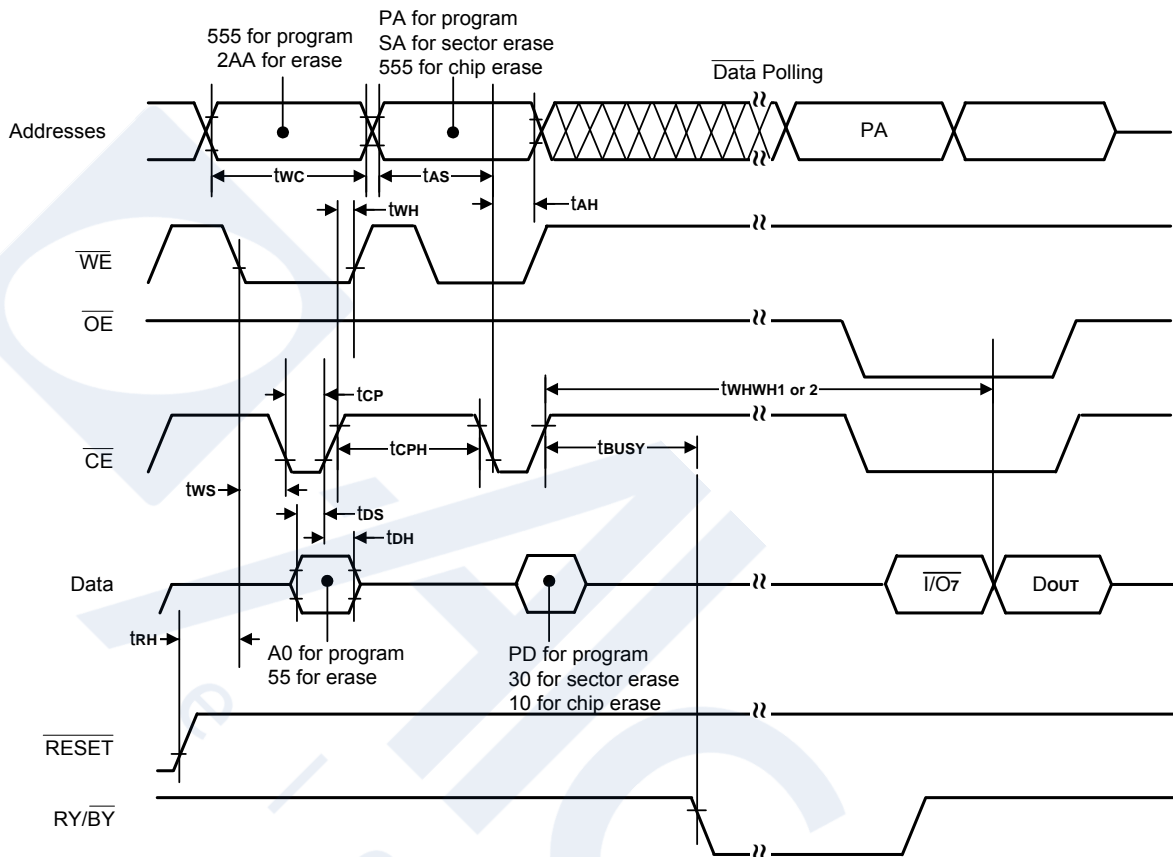 555 for program
2AA for erase
PA for program
SA for sector erase
555 for chip erase
Data Polling
Addresses
PA
tWC
tAS
tWH
tAH
WE
OE
tWHWH1 or 2
tCP
tCPH
tBUSY
CE
tWS
tDS
tDH
Data
I/O7
DOUT
tRH
A0 for program
55 for erase
PD for program
30 for sector erase
10 for chip erase
RESET
RY/BY